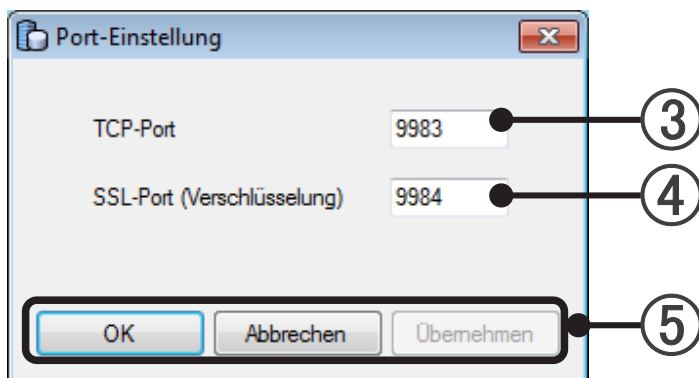 Port-Einstellung
TCP-Port 9983 ③
SSL-Port (Verschlüsselung) 9984 ④
OK Abbrechen Übernehmen ⑤